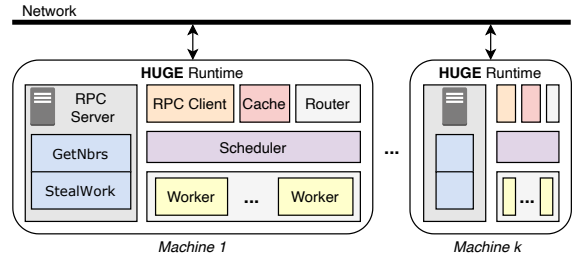 Network
HUGE Runtime
RPC Server
RPC Client
Cache
Router
GetNbrs
StealWork
Scheduler
Worker
...
Worker
Machine 1
...
HUGE Runtime
...
Machine k